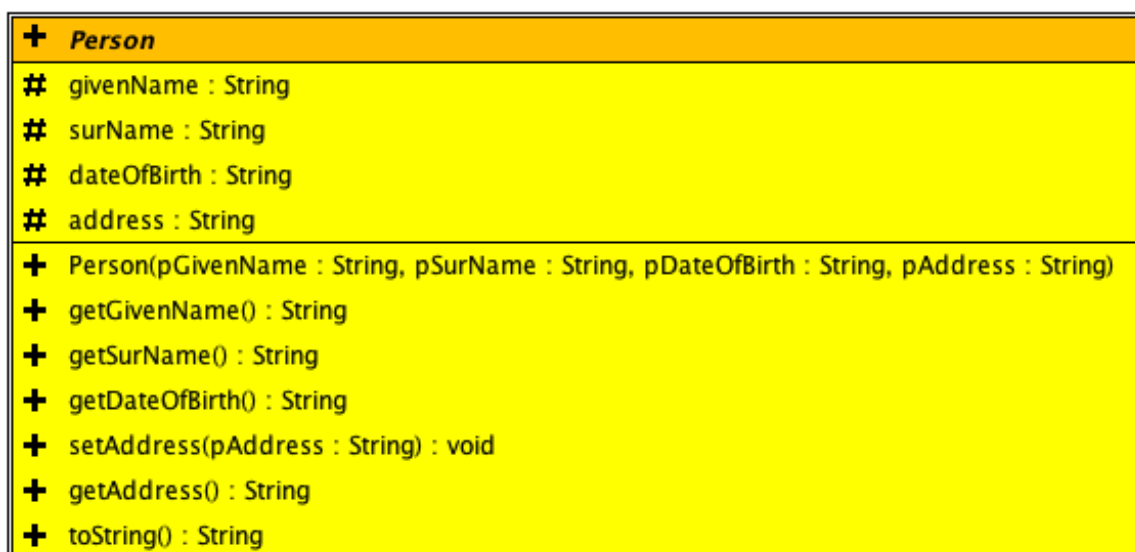 + Person
# givenName : String
# surName : String
# dateOfBirth : String
# address : String
+ Person(pGivenName : String, pSurName : String, pDateOfBirth : String, pAddress : String)
+ getGivenName() : String
+ getSurName() : String
+ getDateOfBirth() : String
+ setAddress(pAddress : String) : void
+ getAddress() : String
+ toString() : String